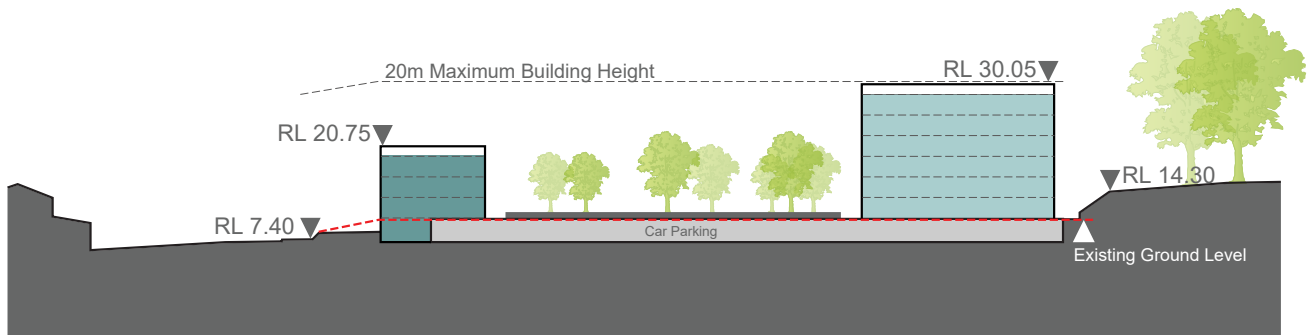 20m Maximum Building Height
RL 30.05
RL 20.75
RL 14.30
RL 7.40
Car Parking
Existing Ground Level